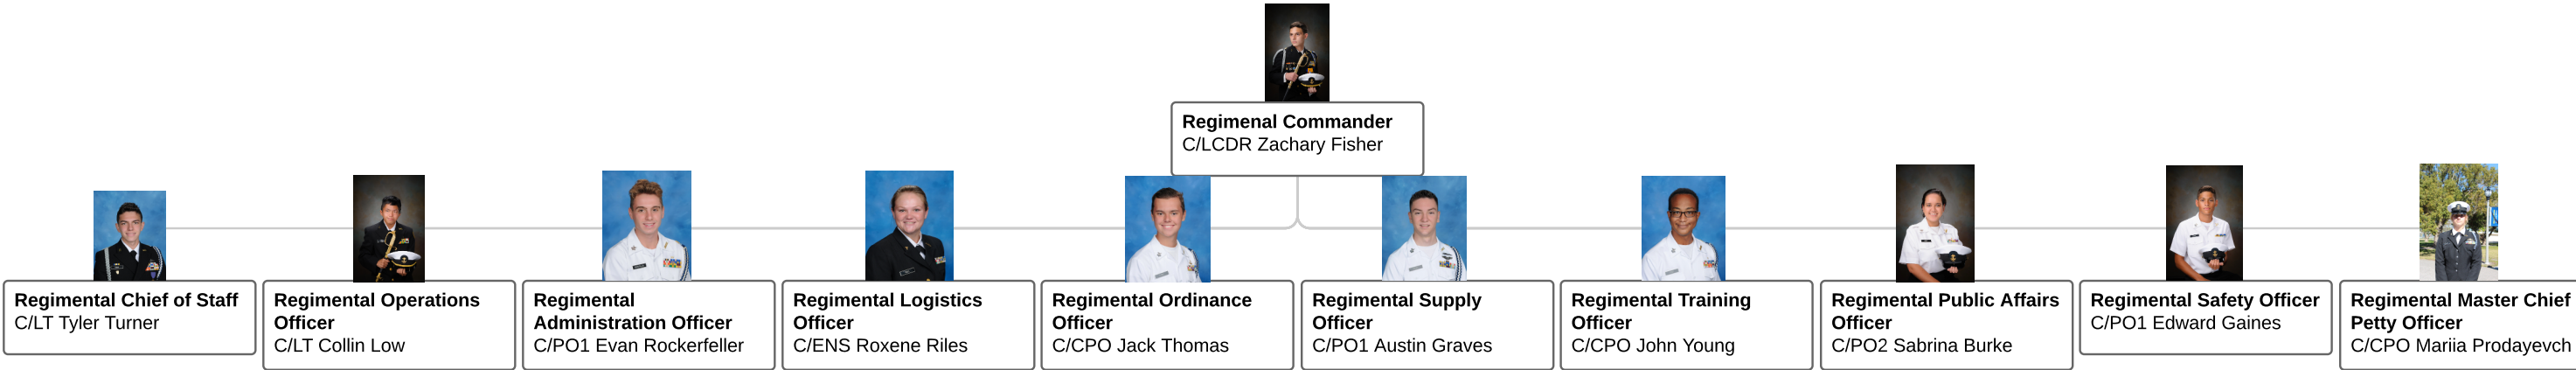 Regimenal Commander
C/LCDR Zachary Fisher
Regimental Chief of Staff
C/LT Tyler Turner
Regimental Operations
Officer
C/LT Collin Low
Regimental
Administration Officer
C/PO1 Evan Rockerfeller
Regimental Logistics
Officer
C/ENS Roxene Riles
Regimental Ordinance
Officer
C/CPO Jack Thomas
Regimental Supply
Officer
C/PO1 Austin Graves
Regimental Training
Officer
C/CPO John Young
Regimental Public Affairs
Officer
C/PO2 Sabrina Burke
Regimental Safety Officer
C/PO1 Edward Gaines
Regimental Master Chief
Petty Officer
C/CPO Mariia Prodayevch